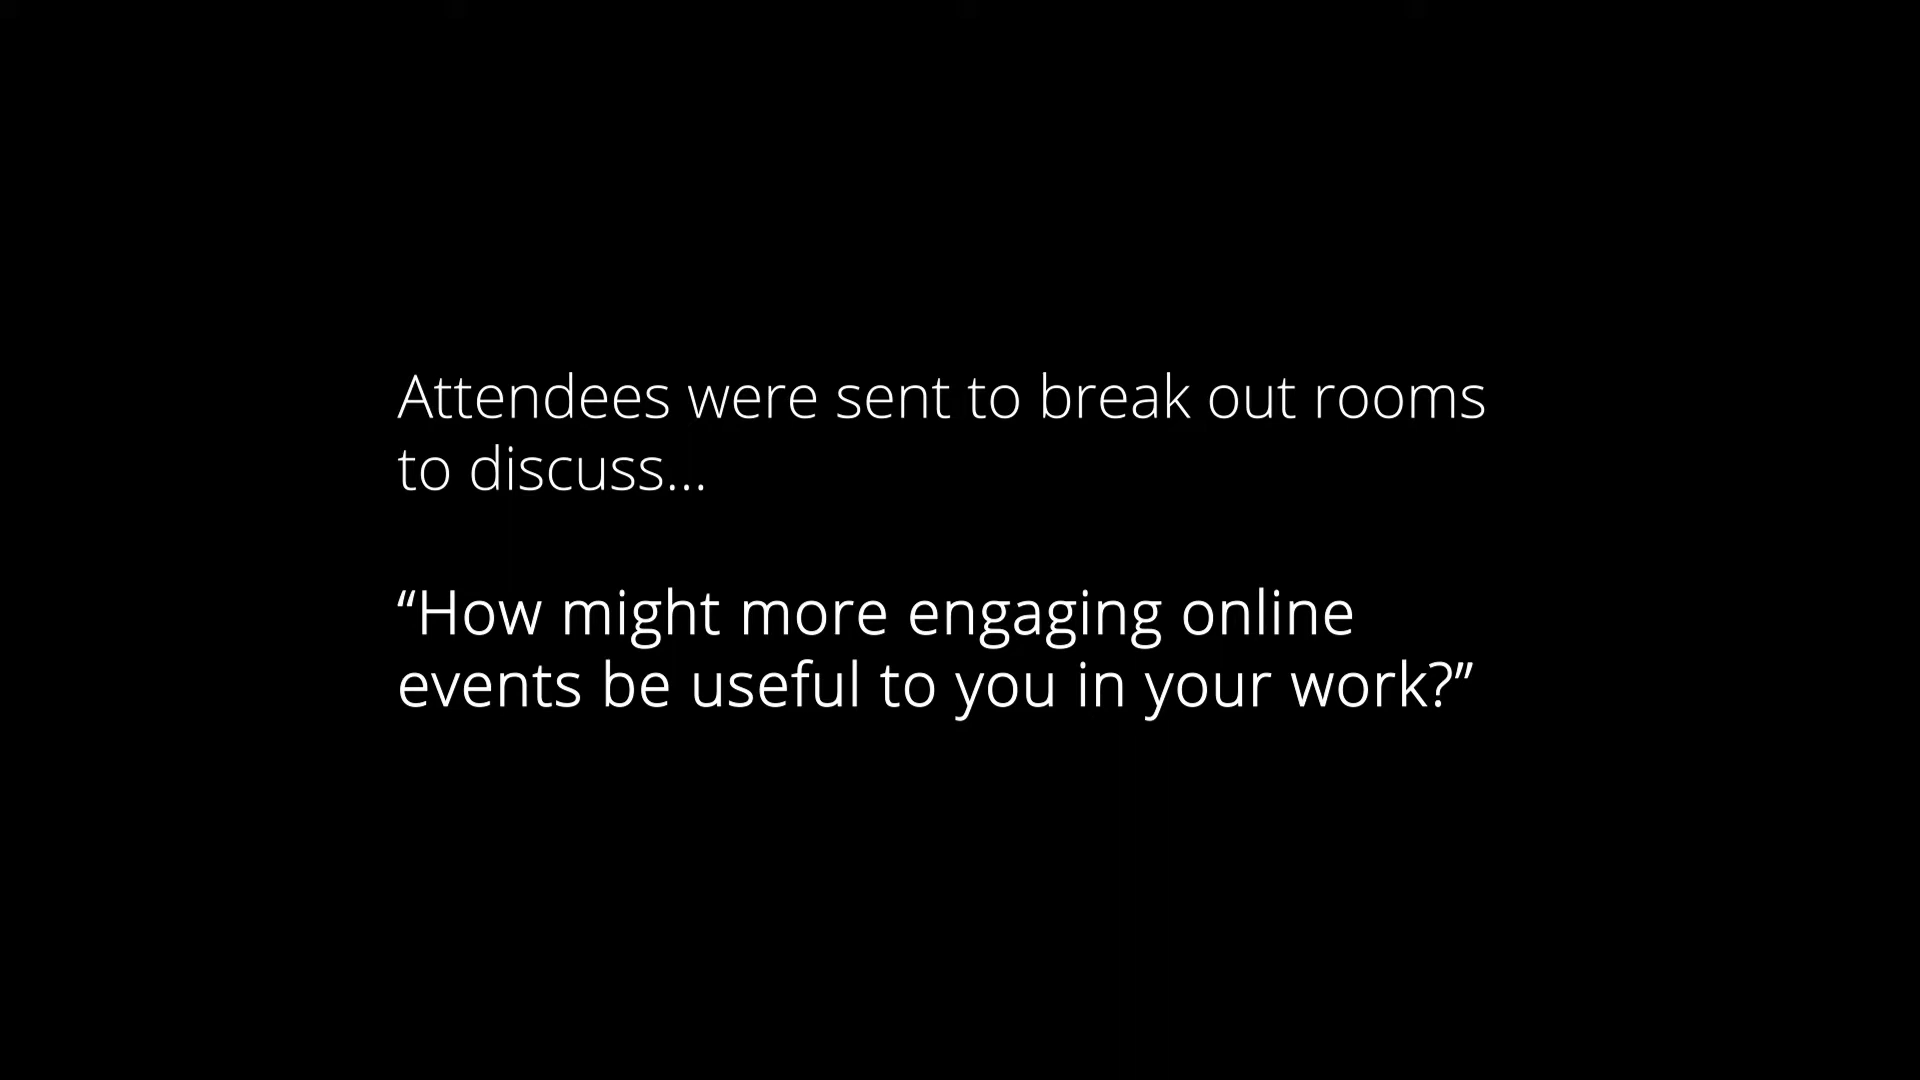 Attendees were sent to break out rooms
to discuss...
“How might more engaging online
events be useful to you in your work?”